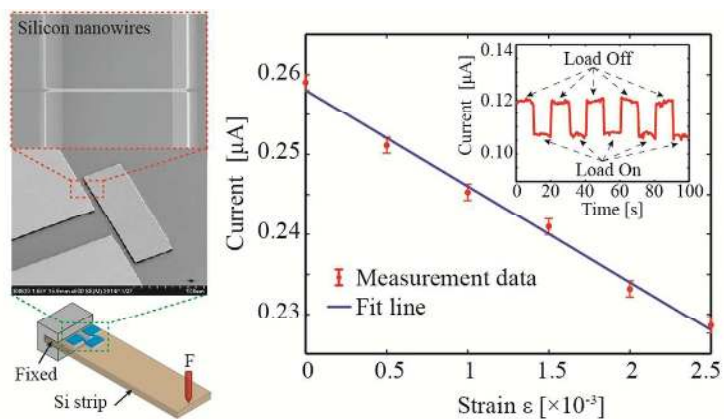 Silicon nanowires
Fixed
Si strip
F
Current [μA]
0.26
0.25
0.24
0.23
0
0.5
1
1.5
2
2.5
Strain ε [×10⁻³]
Measurement data
Fit line
Current [μA]
0.14
0.12
0.10
Load Off
Load On
0 20 40 60 80 100
Time [s]